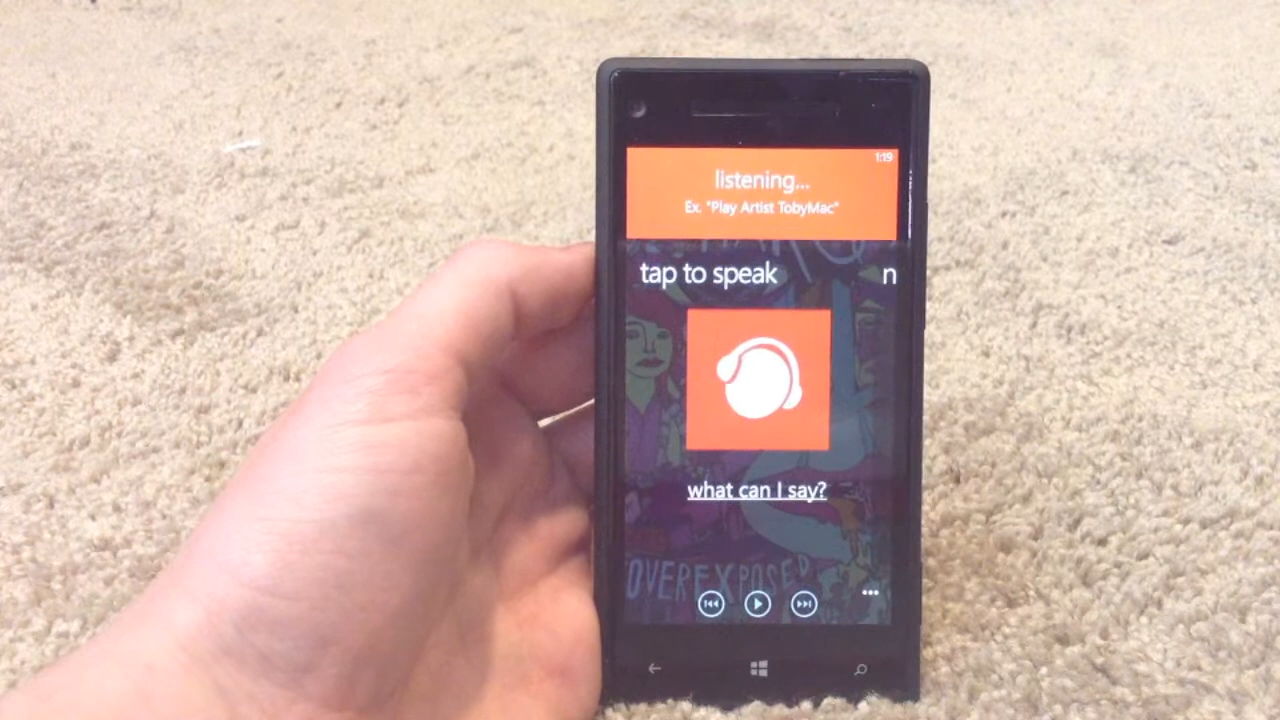 1:19
listening...
Ex. "Play Artist TobyMac"
tap to speak n
what can I say?
OVEREXPOSED